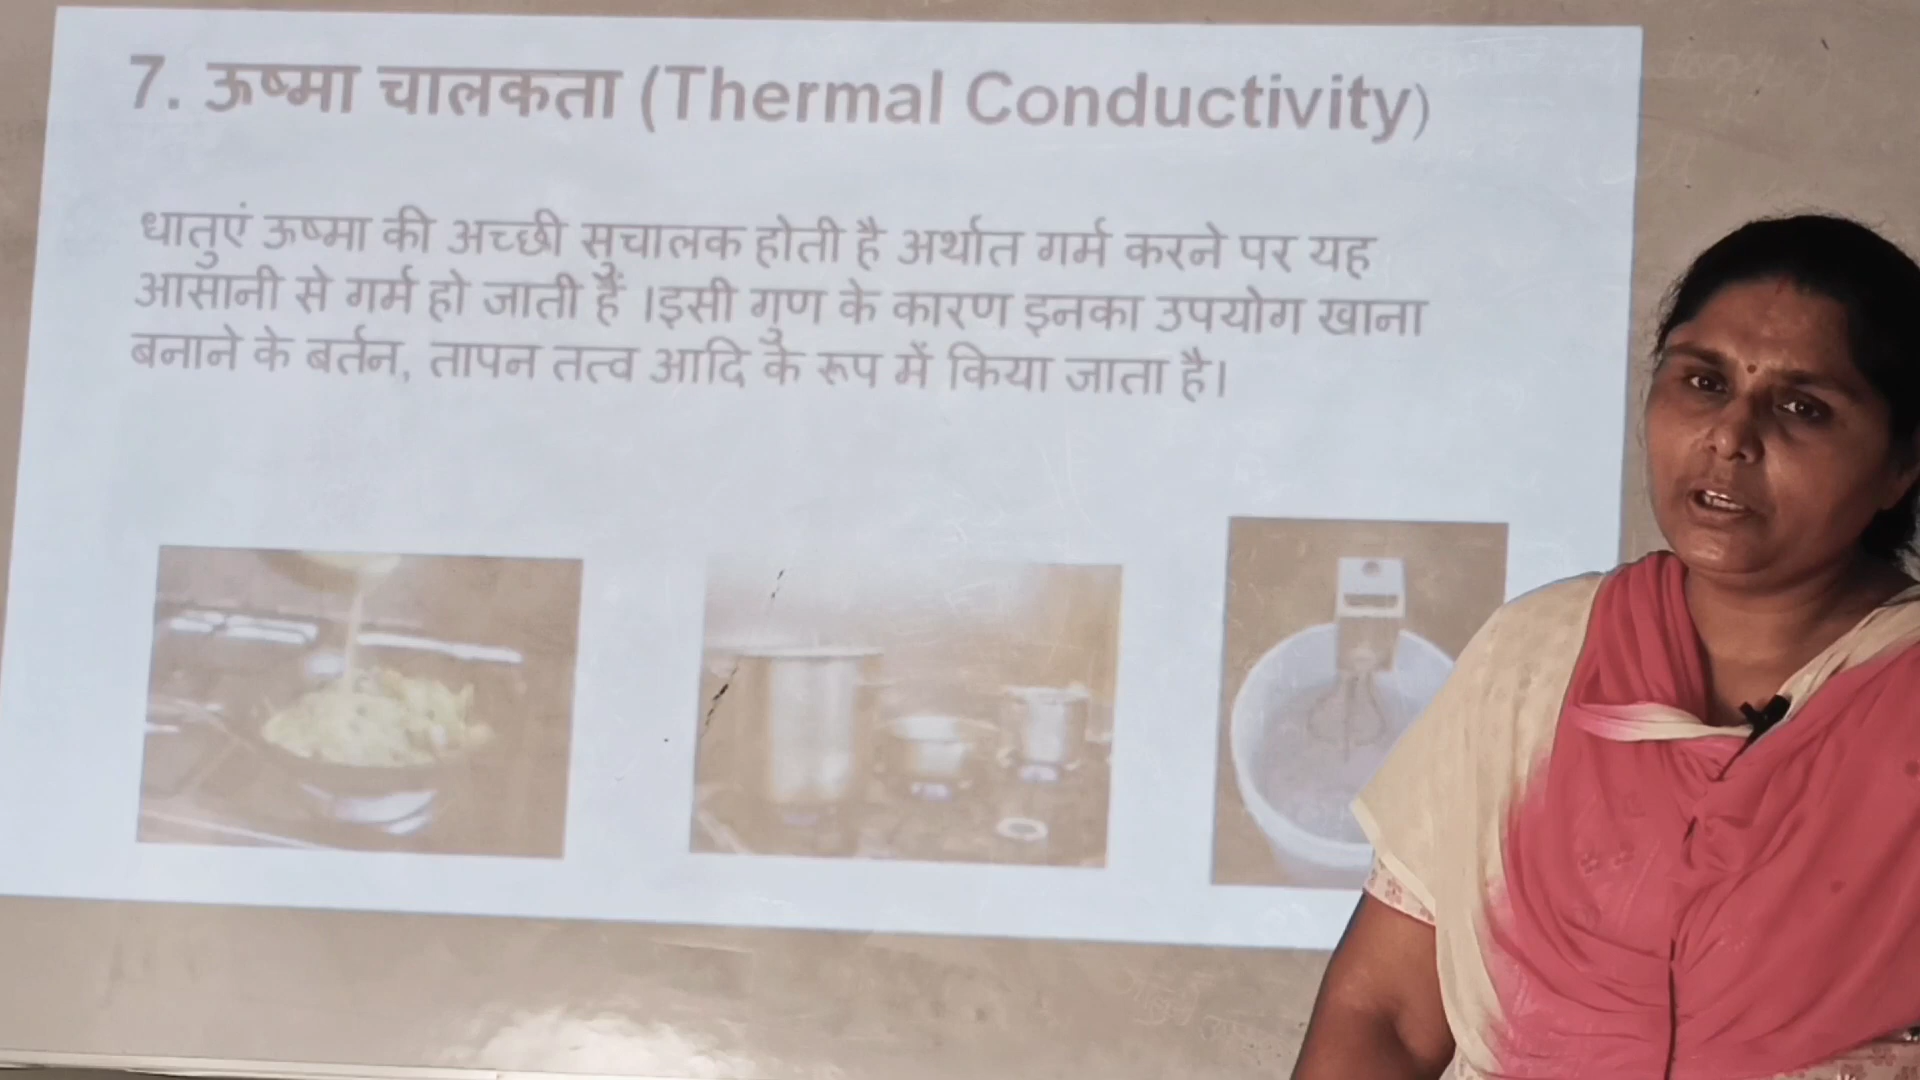 7. ऊष्मा चालकता (Thermal Conductivity)
धातुएं ऊष्मा की अच्छी सुचालक होती है अर्थात गर्म करने पर यह
आसानी से गर्म हो जाती हैं ।इसी गुण के कारण इनका उपयोग खाना
बनाने के बर्तन, तापन तत्व आदि के रूप में किया जाता है।